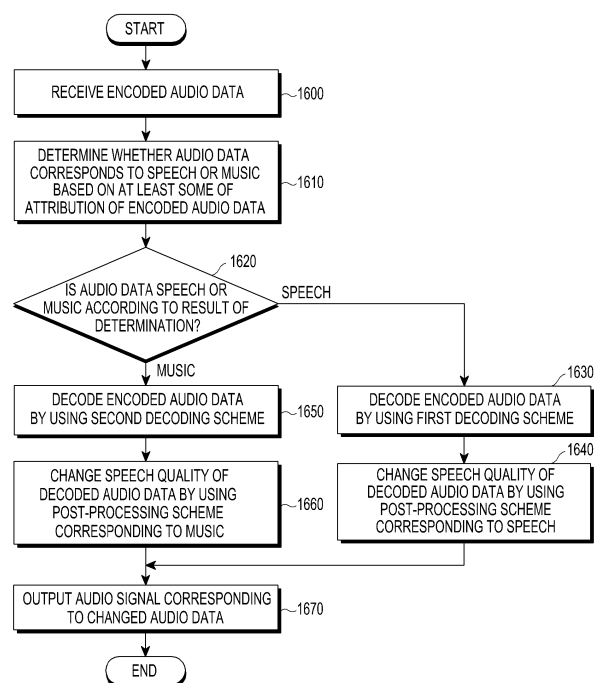 START
RECEIVE ENCODED AUDIO DATA
1600
DETERMINE WHETHER AUDIO DATA
CORRESPONDS TO SPEECH OR MUSIC
BASED ON AT LEAST SOME OF
ATTRIBUTION OF ENCODED AUDIO DATA
1610
1620
IS AUDIO DATA SPEECH OR
MUSIC ACCORDING TO RESULT OF
DETERMINATION?
SPEECH
MUSIC
1630
DECODE ENCODED AUDIO DATA
BY USING FIRST DECODING SCHEME
1640
CHANGE SPEECH QUALITY OF
DECODED AUDIO DATA BY USING
POST-PROCESSING SCHEME
CORRESPONDING TO SPEECH
DECODE ENCODED AUDIO DATA
BY USING SECOND DECODING SCHEME
1650
CHANGE SPEECH QUALITY OF
DECODED AUDIO DATA BY USING
POST-PROCESSING SCHEME
CORRESPONDING TO MUSIC
1660
OUTPUT AUDIO SIGNAL CORRESPONDING
TO CHANGED AUDIO DATA
1670
END